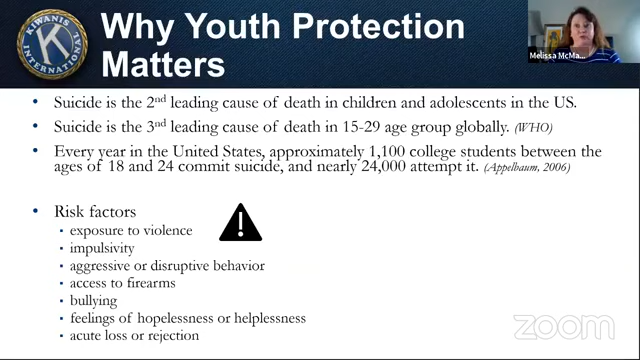 KIWANIS
K
INTERNATIONAL
Why Youth Protection
Matters
Melissa McMa...
• Suicide is the 2nd leading cause of death in children and adolescents in the US.
• Suicide is the 3rd leading cause of death in 15-29 age group globally. (WHO)
• Every year in the United States, approximately 1,100 college students between the
ages of 18 and 24 commit suicide, and nearly 24,000 attempt it. (Appelbaum, 2006)
• Risk factors
▪ exposure to violence
▪ impulsivity
▪ aggressive or disruptive behavior
▪ access to firearms
▪ bullying
▪ feelings of hopelessness or helplessness
▪ acute loss or rejection
zoom